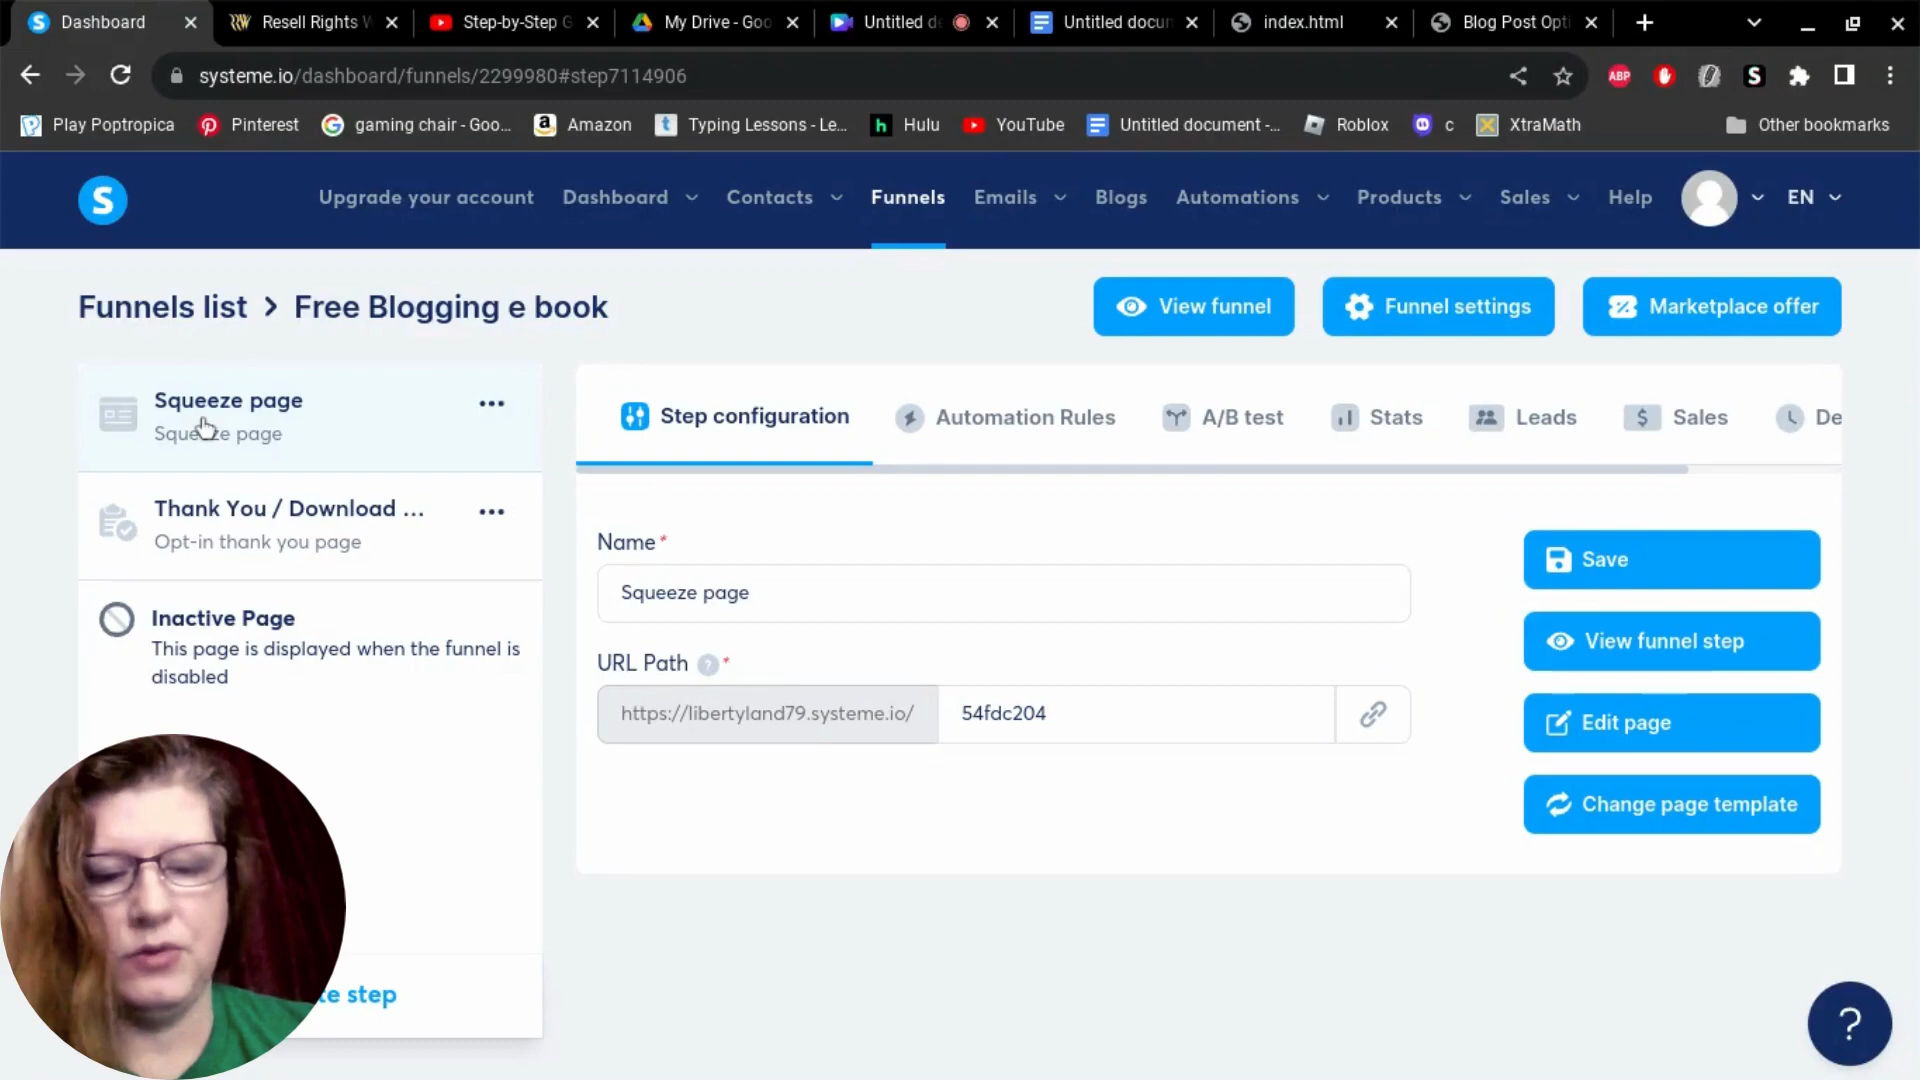 Dashboard
Resell Rights W
Step-by-Step G
My Drive - Goo
Untitled de
Untitled docum
index.html
Blog Post Opti
systeme.io/dashboard/funnels/2299980#step7114906
ABP
S
Play Poptropica
Pinterest
gaming chair - Goo...
Amazon
Typing Lessons - Le...
Hulu
YouTube
Untitled document -...
Roblox
c
XtraMath
Other bookmarks
S
Upgrade your account
Dashboard
Contacts
Funnels
Emails
Blogs
Automations
Products
Sales
Help
EN
Funnels list > Free Blogging e book
View funnel
Funnel settings
Marketplace offer
Squeeze page
Squeeze page
Thank You / Download ...
Opt-in thank you page
Inactive Page
This page is displayed when the funnel is
disabled
te step
Step configuration
Automation Rules
A/B test
Stats
Leads
Sales
De
Name*
Squeeze page
URL Path ? *
https://libertyland79.systeme.io/
54fdc204
Save
View funnel step
Edit page
Change page template
?